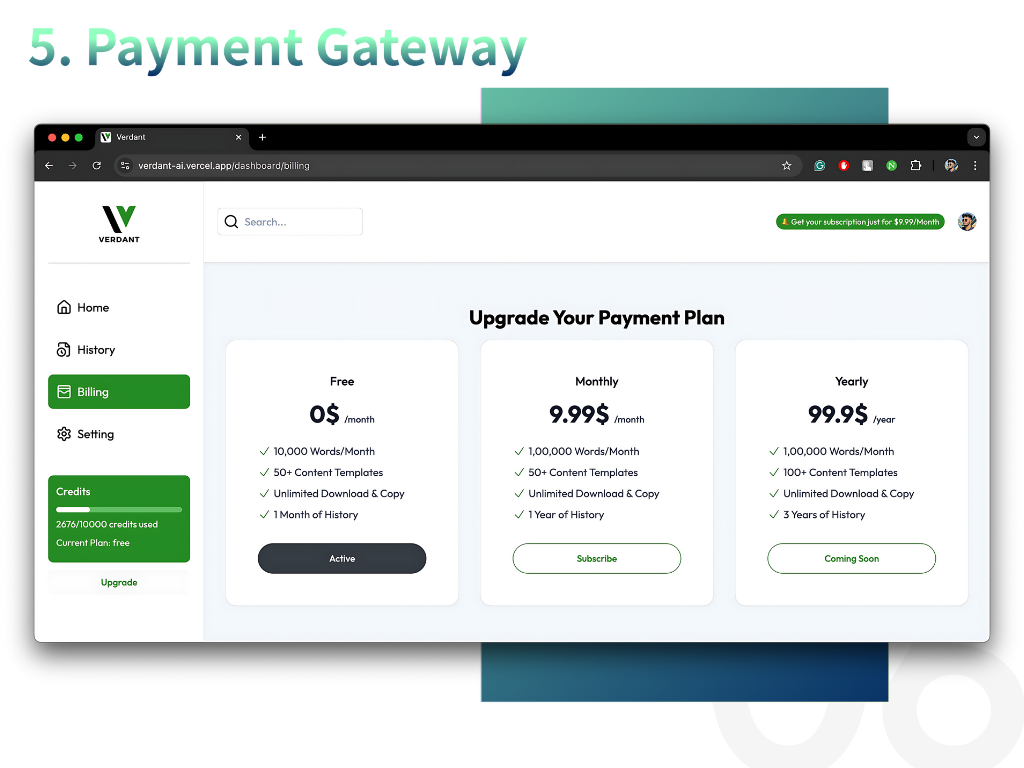 5. Payment Gateway
Verdant
verdant-ai.vercel.app/dashboard/billing
VERDANT
Search...
Get your subscription just for $9.99/Month
Home
History
Billing
Setting
Credits
2676/10000 credits used
Current Plan: free
Upgrade
Upgrade Your Payment Plan
Free
0$ /month
10,000 Words/Month
50+ Content Templates
Unlimited Download & Copy
1 Month of History
Active
Monthly
9.99$ /month
1,00,000 Words/Month
50+ Content Templates
Unlimited Download & Copy
1 Year of History
Subscribe
Yearly
99.9$ /year
1,00,000 Words/Month
100+ Content Templates
Unlimited Download & Copy
3 Years of History
Coming Soon